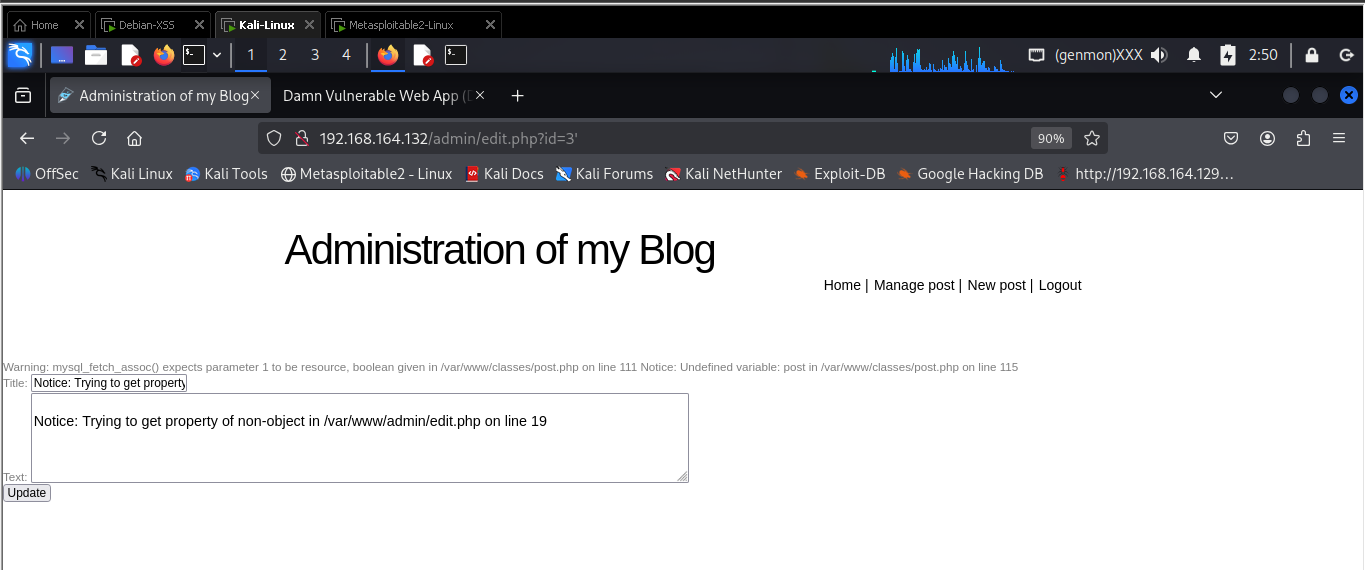 Home Debian-XSS Kali-Linux Metasploitable2-Linux
1 2 3 4 (genmon)XXX 2:50
Administration of my Blog Damn Vulnerable Web App (
192.168.164.132/admin/edit.php?id=3' 90%
OffSec Kali Linux Kali Tools Metasploitable2 - Linux Kali Docs Kali Forums Kali NetHunter Exploit-DB Google Hacking DB http://192.168.164.129...
Administration of my Blog
Home | Manage post | New post | Logout
Warning: mysql_fetch_assoc() expects parameter 1 to be resource, boolean given in /var/www/classes/post.php on line 111 Notice: Undefined variable: post in /var/www/classes/post.php on line 115
Title: Notice: Trying to get property
Notice: Trying to get property of non-object in /var/www/admin/edit.php on line 19
Text:
Update